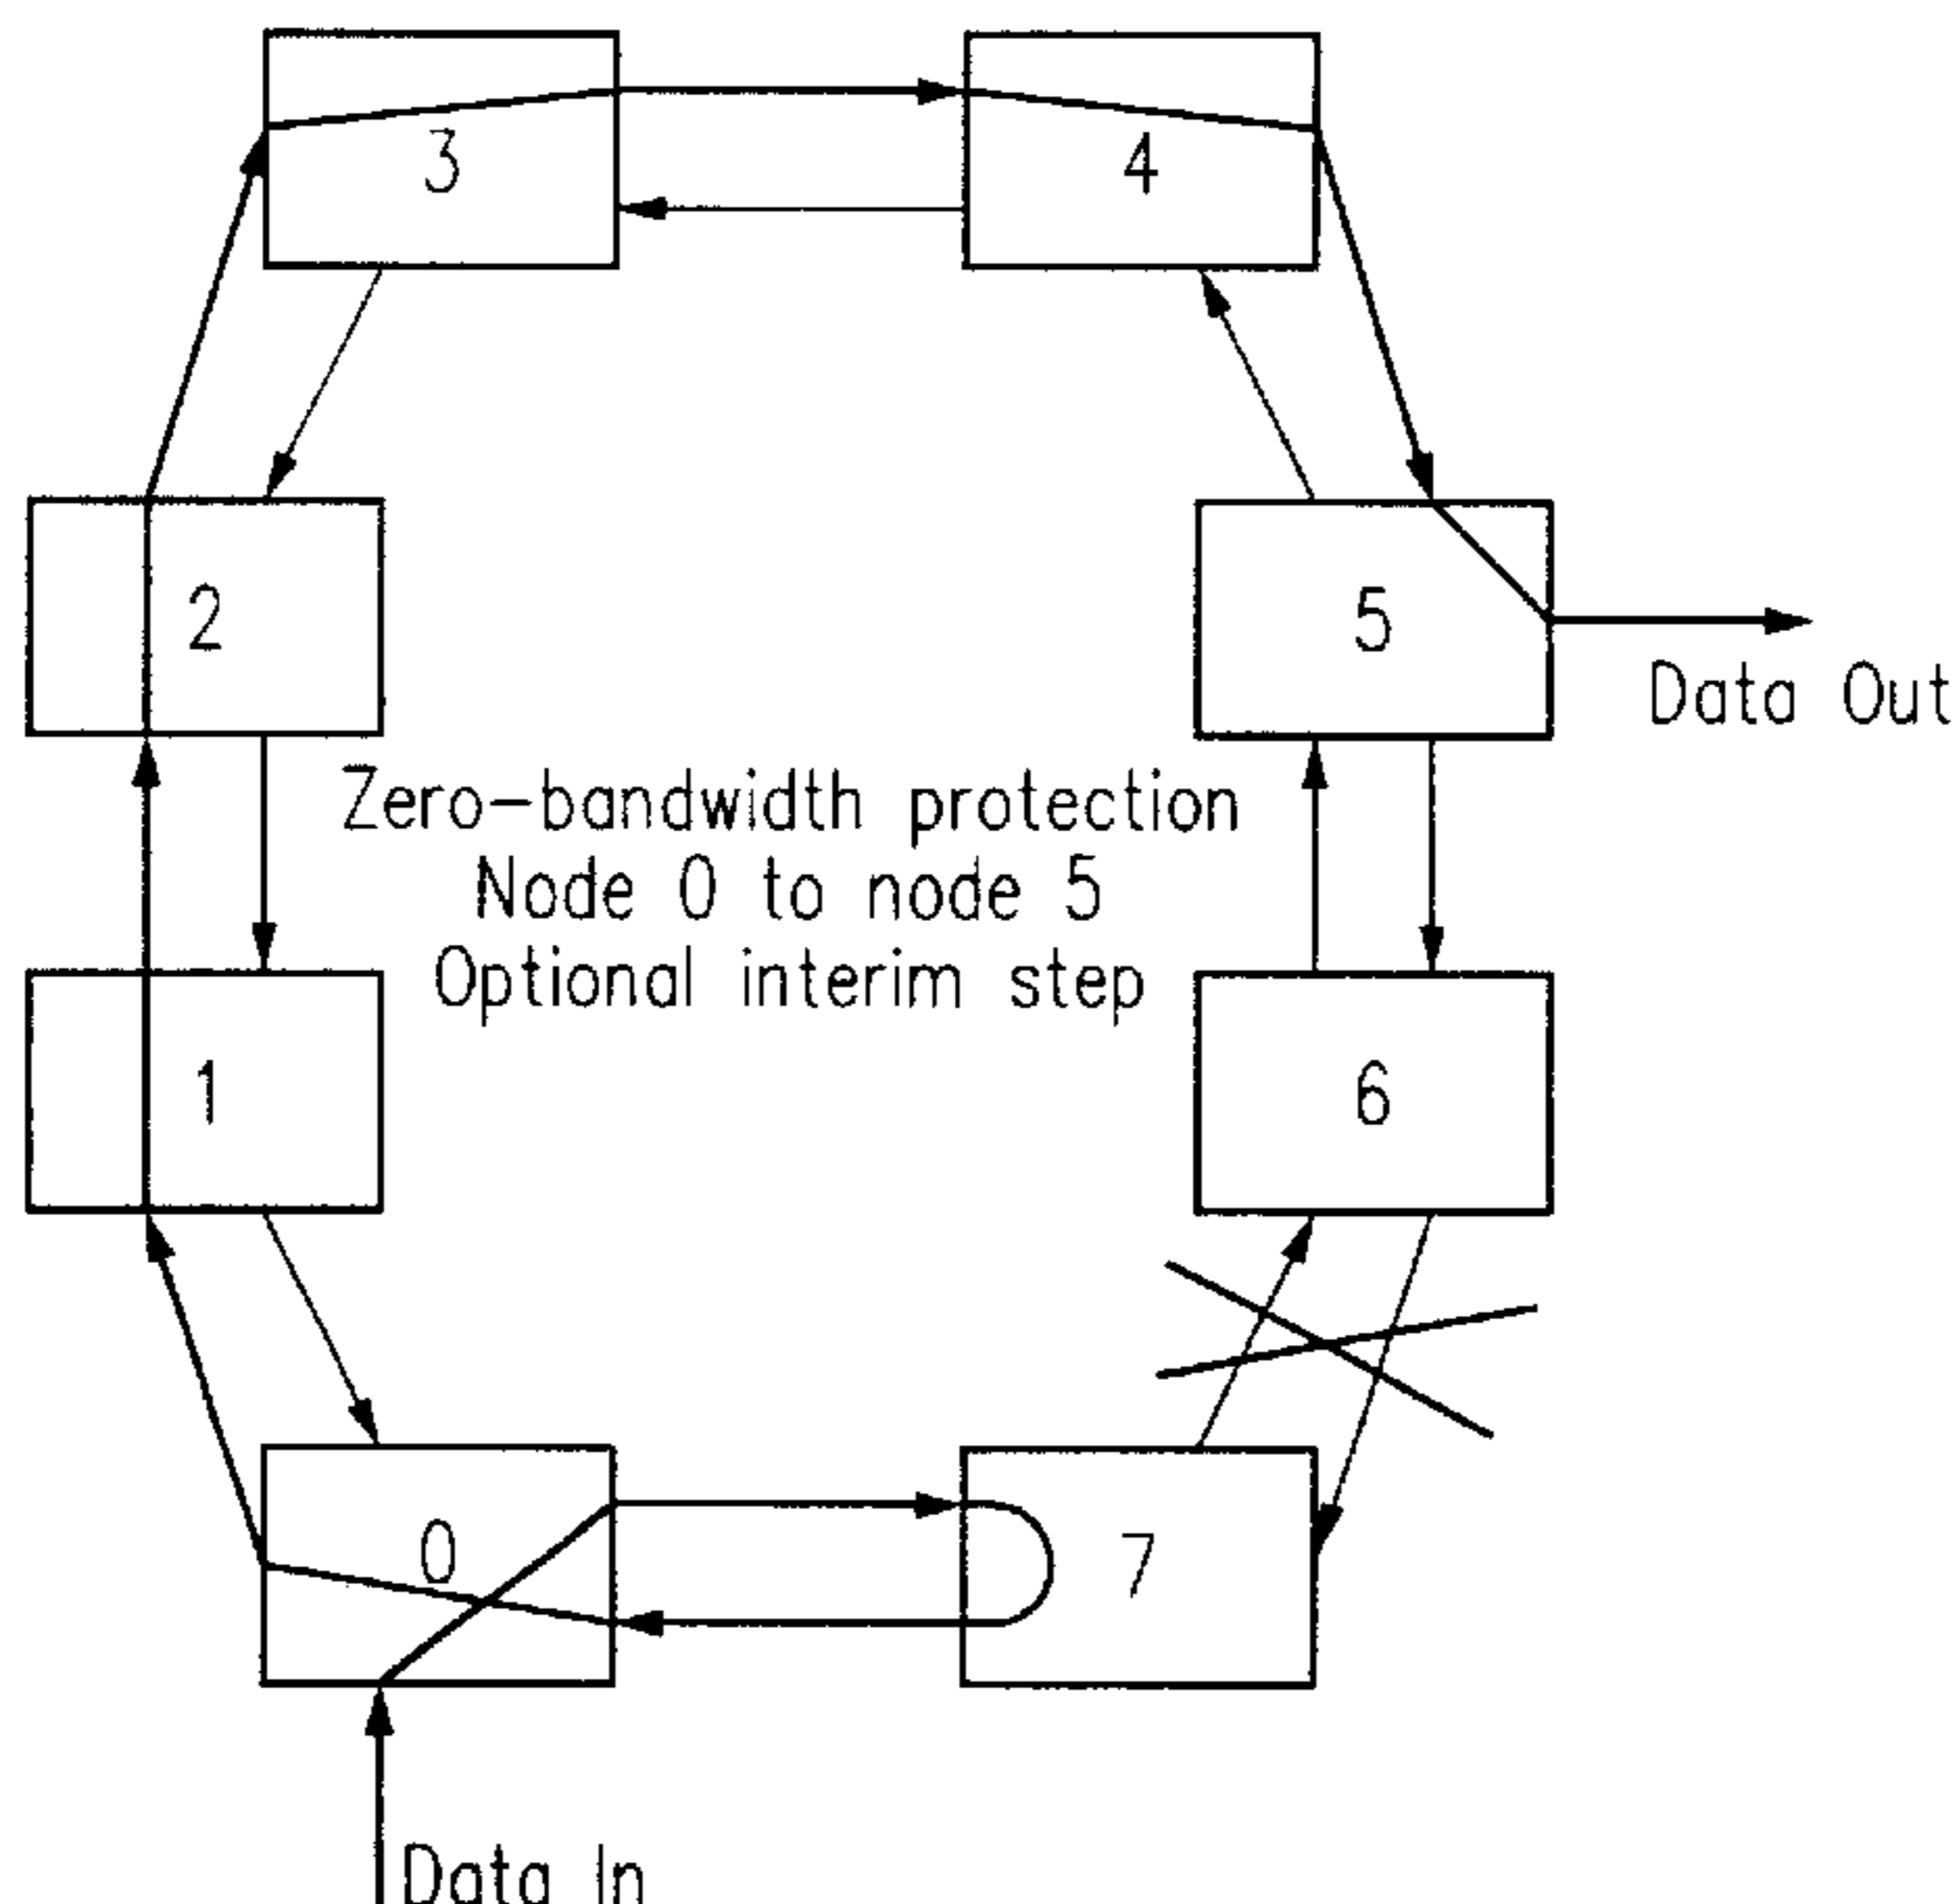 3
4
2
5
Data Out
Zero-bandwidth protection
Node 0 to node 5
Optional interim step
1
6
0
7
Data In